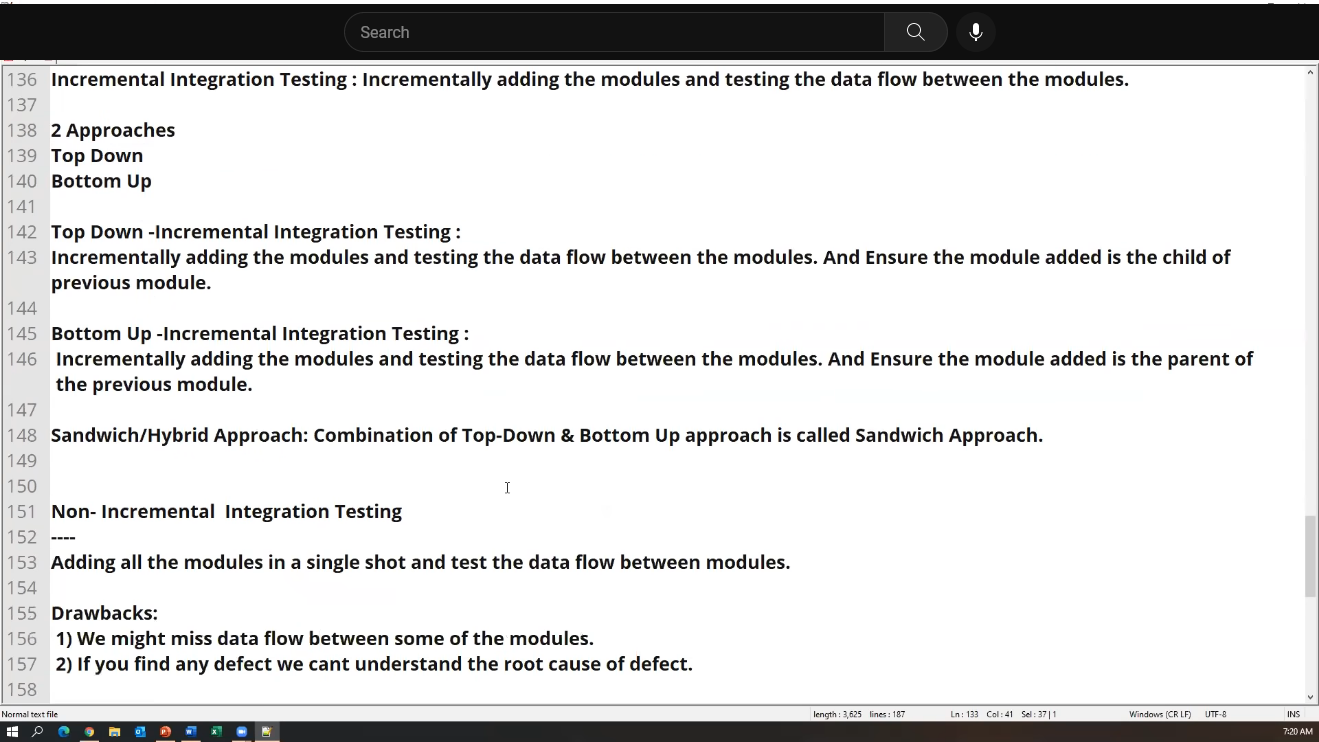 Search
136 Incremental Integration Testing : Incrementally adding the modules and testing the data flow between the modules.
137
138 2 Approaches
139 Top Down
140 Bottom Up
141
142 Top Down -Incremental Integration Testing :
143 Incrementally adding the modules and testing the data flow between the modules. And Ensure the module added is the child of
previous module.
144
145 Bottom Up -Incremental Integration Testing :
146 Incrementally adding the modules and testing the data flow between the modules. And Ensure the module added is the parent of
the previous module.
147
148 Sandwich/Hybrid Approach: Combination of Top-Down & Bottom Up approach is called Sandwich Approach.
149
150
151 Non- Incremental  Integration Testing
152 ----
153 Adding all the modules in a single shot and test the data flow between modules.
154
155 Drawbacks:
156 1) We might miss data flow between some of the modules.
157 2) If you find any defect we cant understand the root cause of defect.
158
Normal text file length : 3,625 lines : 187 Ln : 133 Col : 41 Sel : 37 | 1 Windows (CR LF) UTF-8 INS
7:20 AM